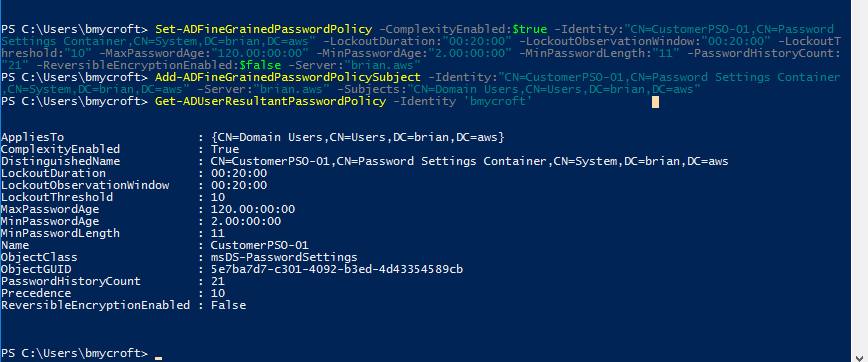 PS C:\Users\bmycroft> Set-ADFineGrainedPasswordPolicy -ComplexityEnabled:$true -Identity:"CN=CustomerPSO-01,CN=Password
Settings Container,CN=System,DC=brian,DC=aws" -LockoutDuration:"00:20:00" -LockoutObservationWindow:"00:20:00" -LockoutT
hreshold:"10" -MaxPasswordAge:"120.00:00:00" -MinPasswordAge:"2.00:00:00" -MinPasswordLength:"11" -PasswordHistoryCount:
"21" -ReversibleEncryptionEnabled:$false -Server:"brian.aws"
PS C:\Users\bmycroft> Add-ADFineGrainedPasswordPolicySubject -Identity:"CN=CustomerPSO-01,CN=Password Settings Container
,CN=System,DC=brian,DC=aws" -Server:"brian.aws" -Subjects:"CN=Domain Users,CN=Users,DC=brian,DC=aws"
PS C:\Users\bmycroft> Get-ADUserResultantPasswordPolicy -Identity 'bmycroft'
AppliesTo : {CN=Domain Users,CN=Users,DC=brian,DC=aws}
ComplexityEnabled : True
DistinguishedName : CN=CustomerPSO-01,CN=Password Settings Container,CN=System,DC=brian,DC=aws
LockoutDuration : 00:20:00
LockoutObservationWindow : 00:20:00
LockoutThreshold : 10
MaxPasswordAge : 120.00:00:00
MinPasswordAge : 2.00:00:00
MinPasswordLength : 11
Name : CustomerPSO-01
ObjectClass : msDS-PasswordSettings
ObjectGUID : 5e7ba7d7-c301-4092-b3ed-4d43354589cb
PasswordHistoryCount : 21
Precedence : 10
ReversibleEncryptionEnabled : False
PS C:\Users\bmycroft>